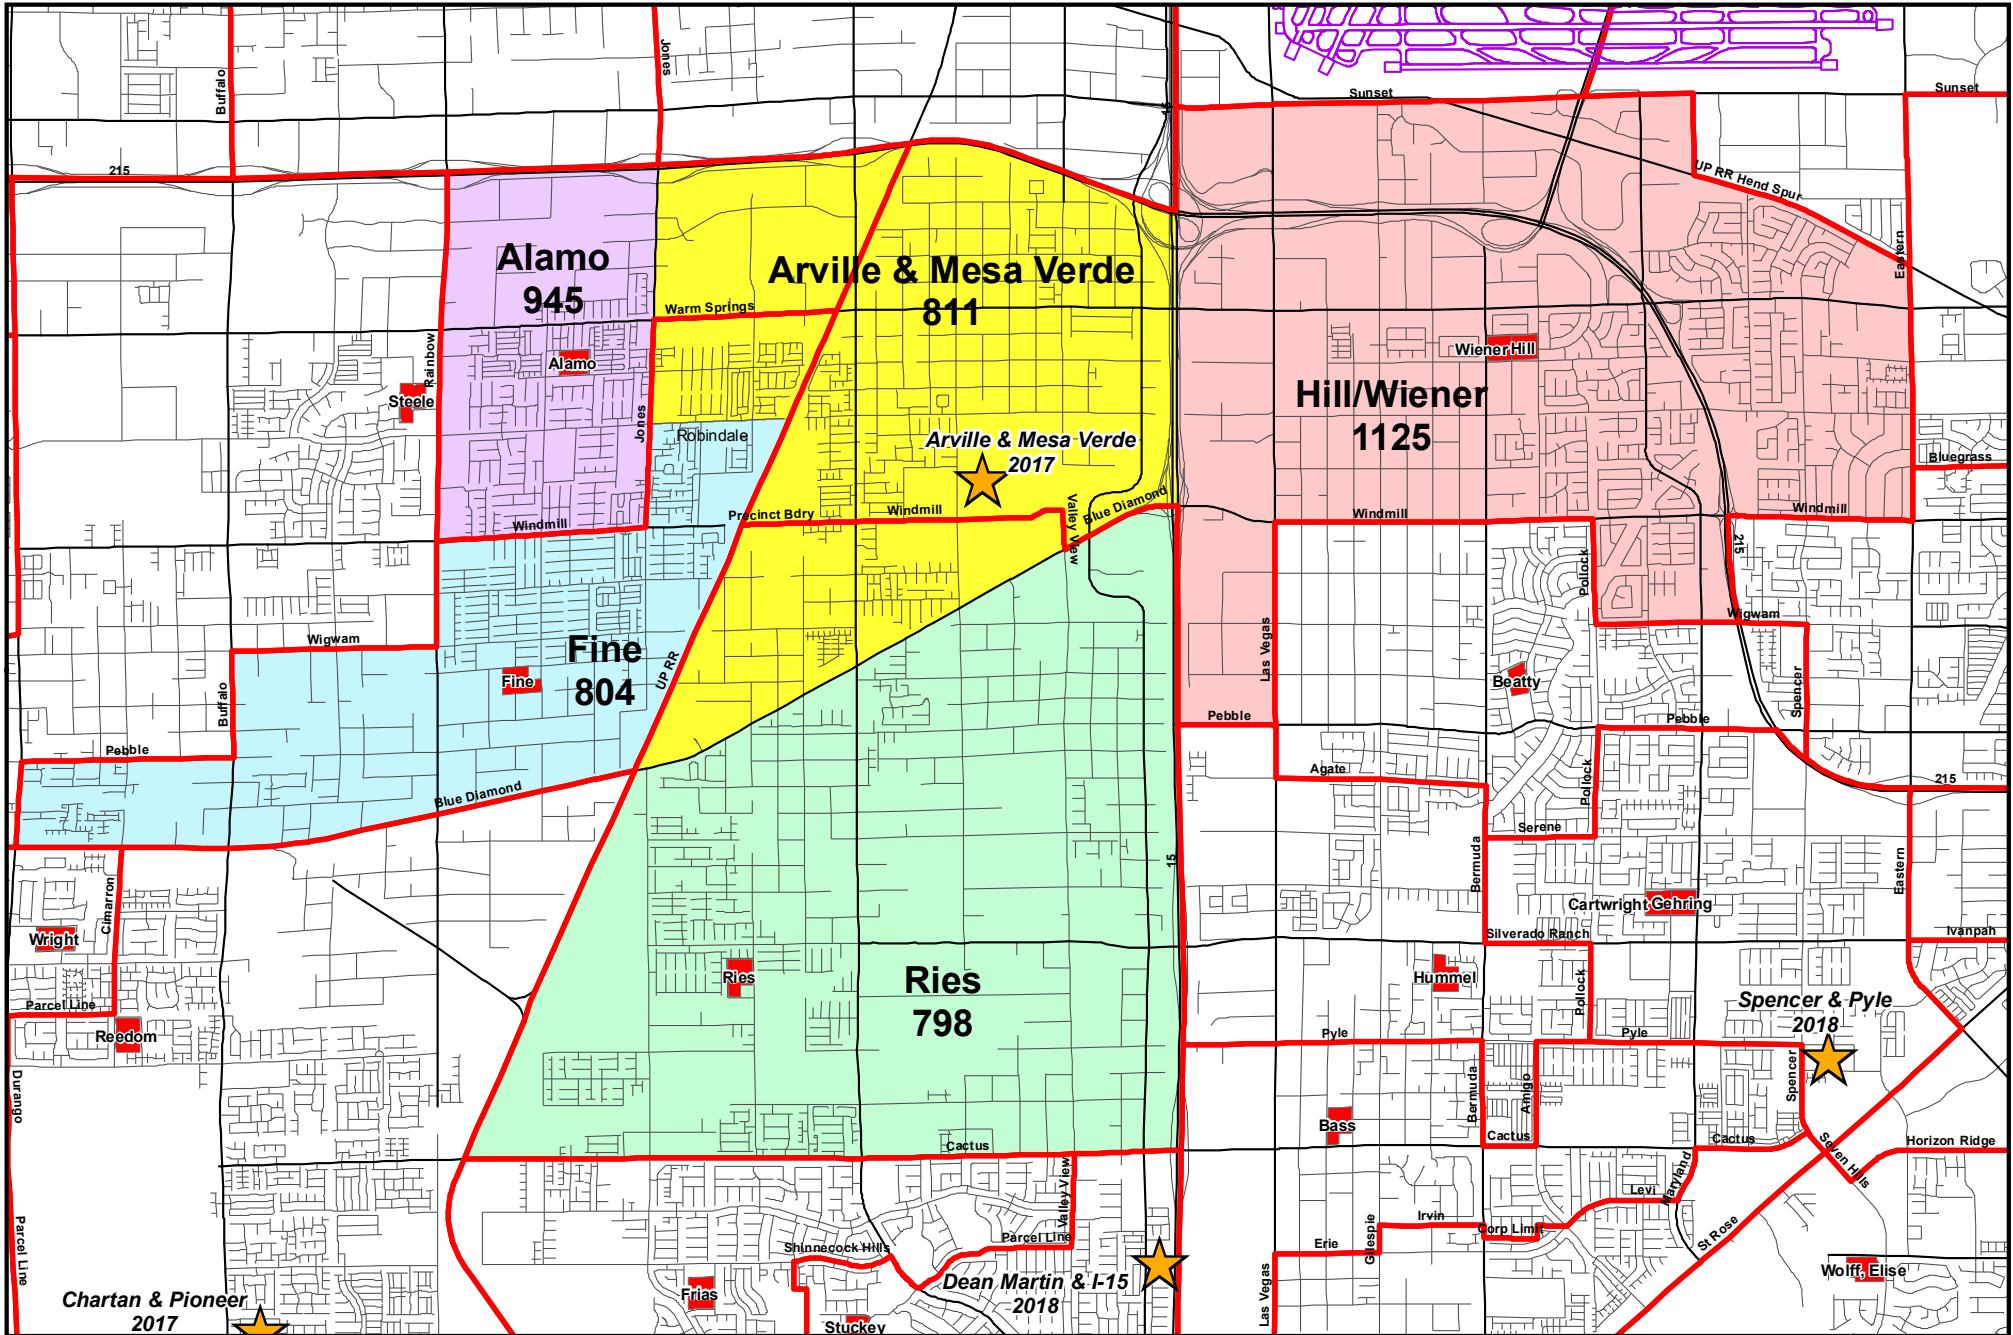 Sunset
Sunset
Buffalo
Jones
15
215
UP RR Hend Spur
Eastern
Alamo
945
Arville & Mesa Verde
811
Warm Springs
Rainbow
Alamo
Steele
Jones
Wiener Hill
Hill/Wiener
1125
Robindale
Arville & Mesa Verde
2017
Bluegrass
Windmill
Precinct Bdry
Windmill
Valley View
Blue Diamond
Windmill
Windmill
215
Pollock
Wigwam
Wigwam
Fine
804
Fine
UP RR
Las Vegas
Beatty
Spencer
Buffalo
Pebble
Pebble
Pebble
Agate
215
Blue Diamond
Pollock
Serene
15
Bermuda
Eastern
Cimarron
Cartwright Gehring
Wright
Silverado Ranch
Ivanpah
Ries
Ries
798
Hummel
Pollock
Parcel Line
Reedom
Spencer & Pyle
2018
Pyle
Pyle
Durango
Bermuda
Amigo
Spencer
Bass
Cactus
Cactus
Cactus
Seven Hills
Horizon Ridge
Valley View
Maryland
Levi
Irvin
Corp Limit
Gillespie
Erie
St Rose
Parcel Line
Shinnecock Hills
Parcel Line
Wolff, Elise
Dean Martin & I-15
2018
Las Vegas
Frias
Chartan & Pioneer
2017
Stuckey